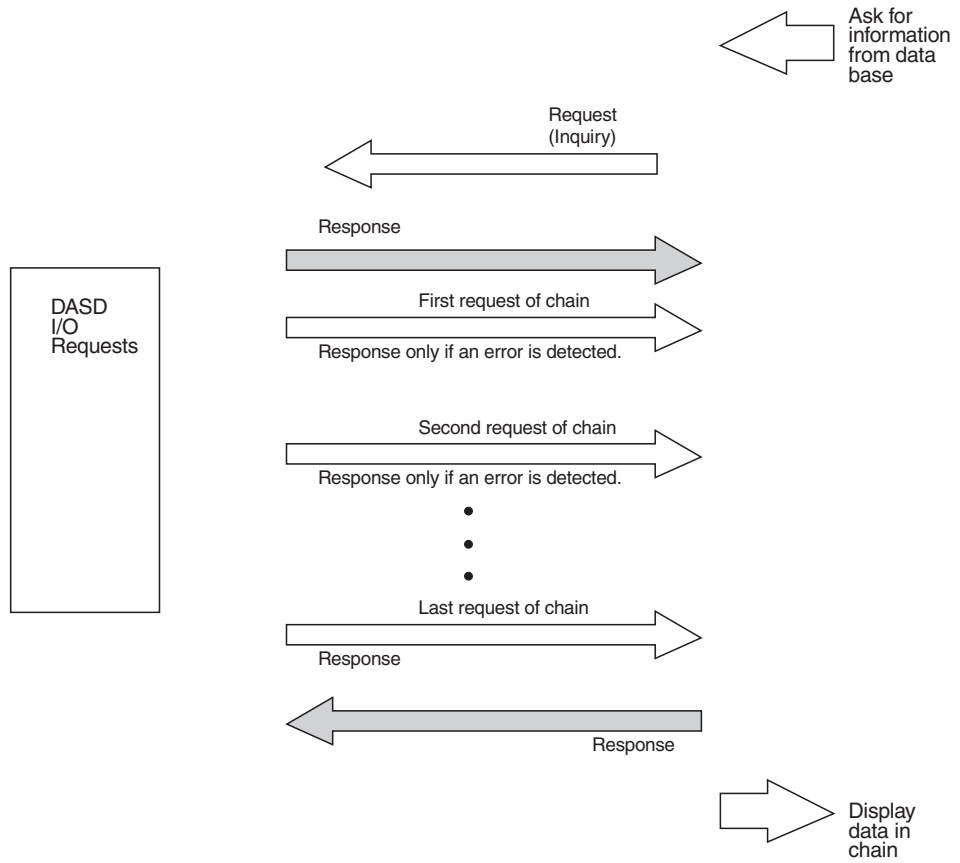 Ask for
information
from data
base
Request
(Inquiry)
Response
DASD
I/O
Requests
First request of chain
Response only if an error is detected.
Second request of chain
Response only if an error is detected.
Last request of chain
Response
Response
Display
data in
chain